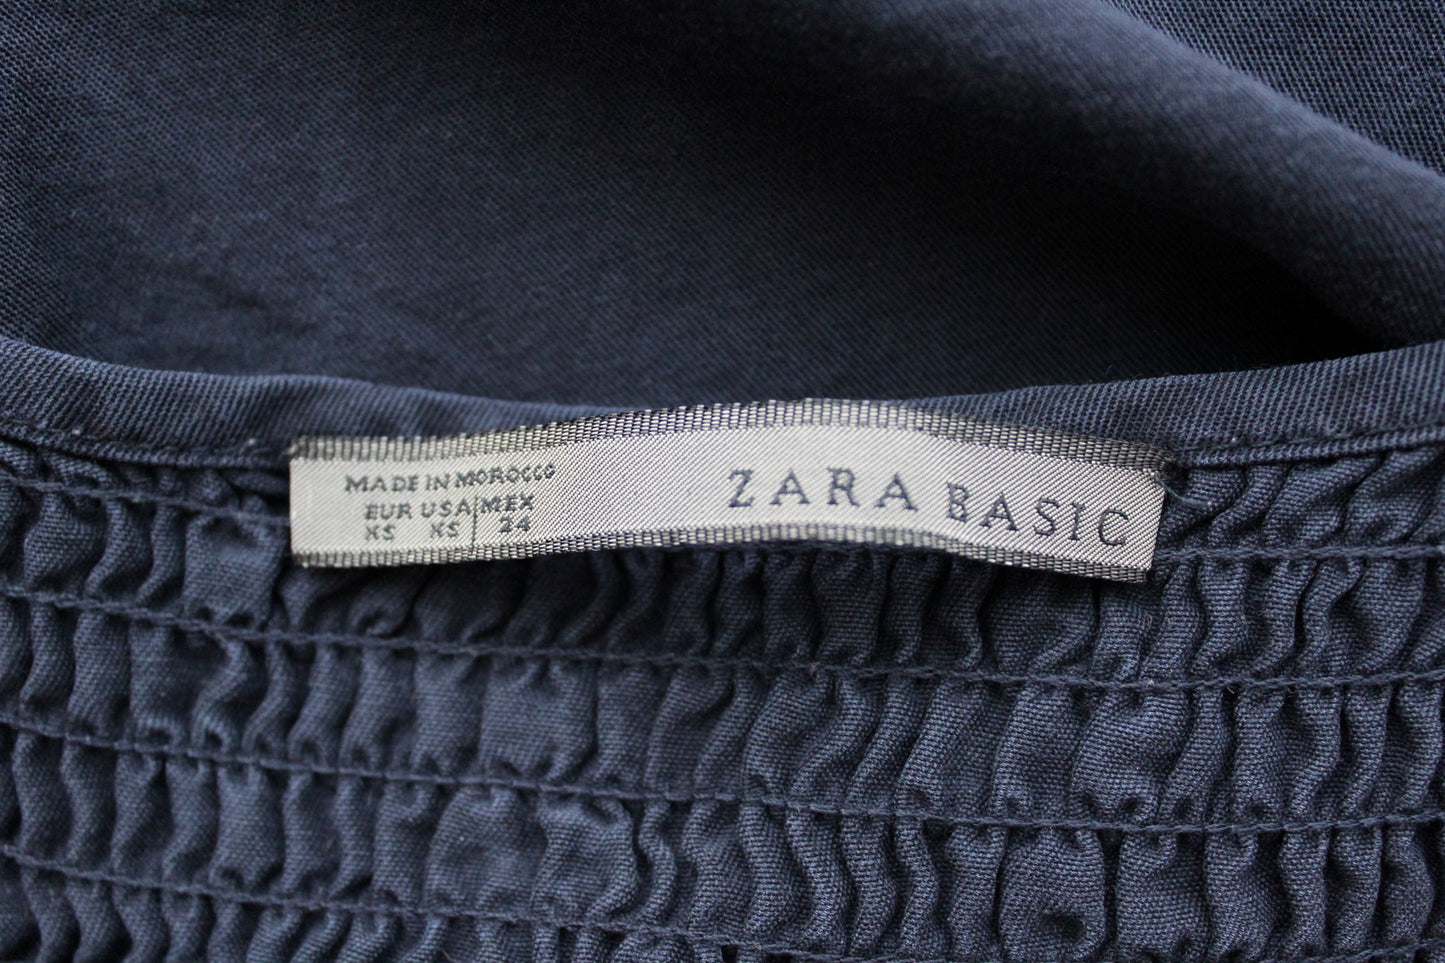 MADE IN MOROCCO
EUR USA MEX
XS XS 24
ZARA BASIC